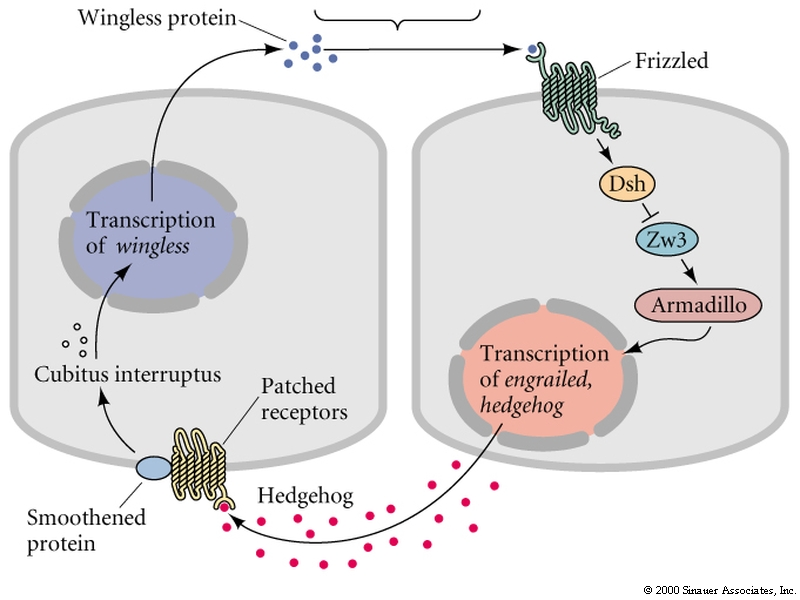 Wingless protein
Frizzled
Dsh
Transcription
of wingless
Zw3
Armadillo
Transcription
of engrailed,
hedgehog
Cubitus interruptus
Patched
receptors
Hedgehog
Smoothened
protein
© 2000 Sinauer Associates, Inc.